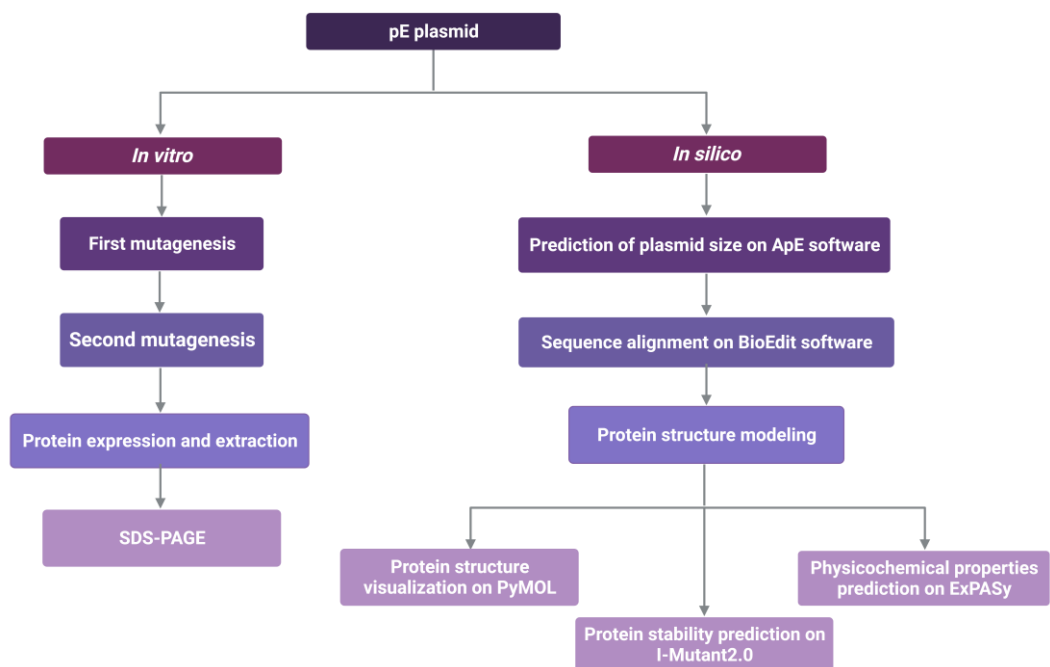 pE plasmid
In vitro
In silico
First mutagenesis
Prediction of plasmid size on ApE software
Second mutagenesis
Sequence alignment on BioEdit software
Protein expression and extraction
Protein structure modeling
SDS-PAGE
Protein structure
visualization on PyMOL
Physicochemical properties
prediction on ExPASy
Protein stability prediction on
I-Mutant2.0